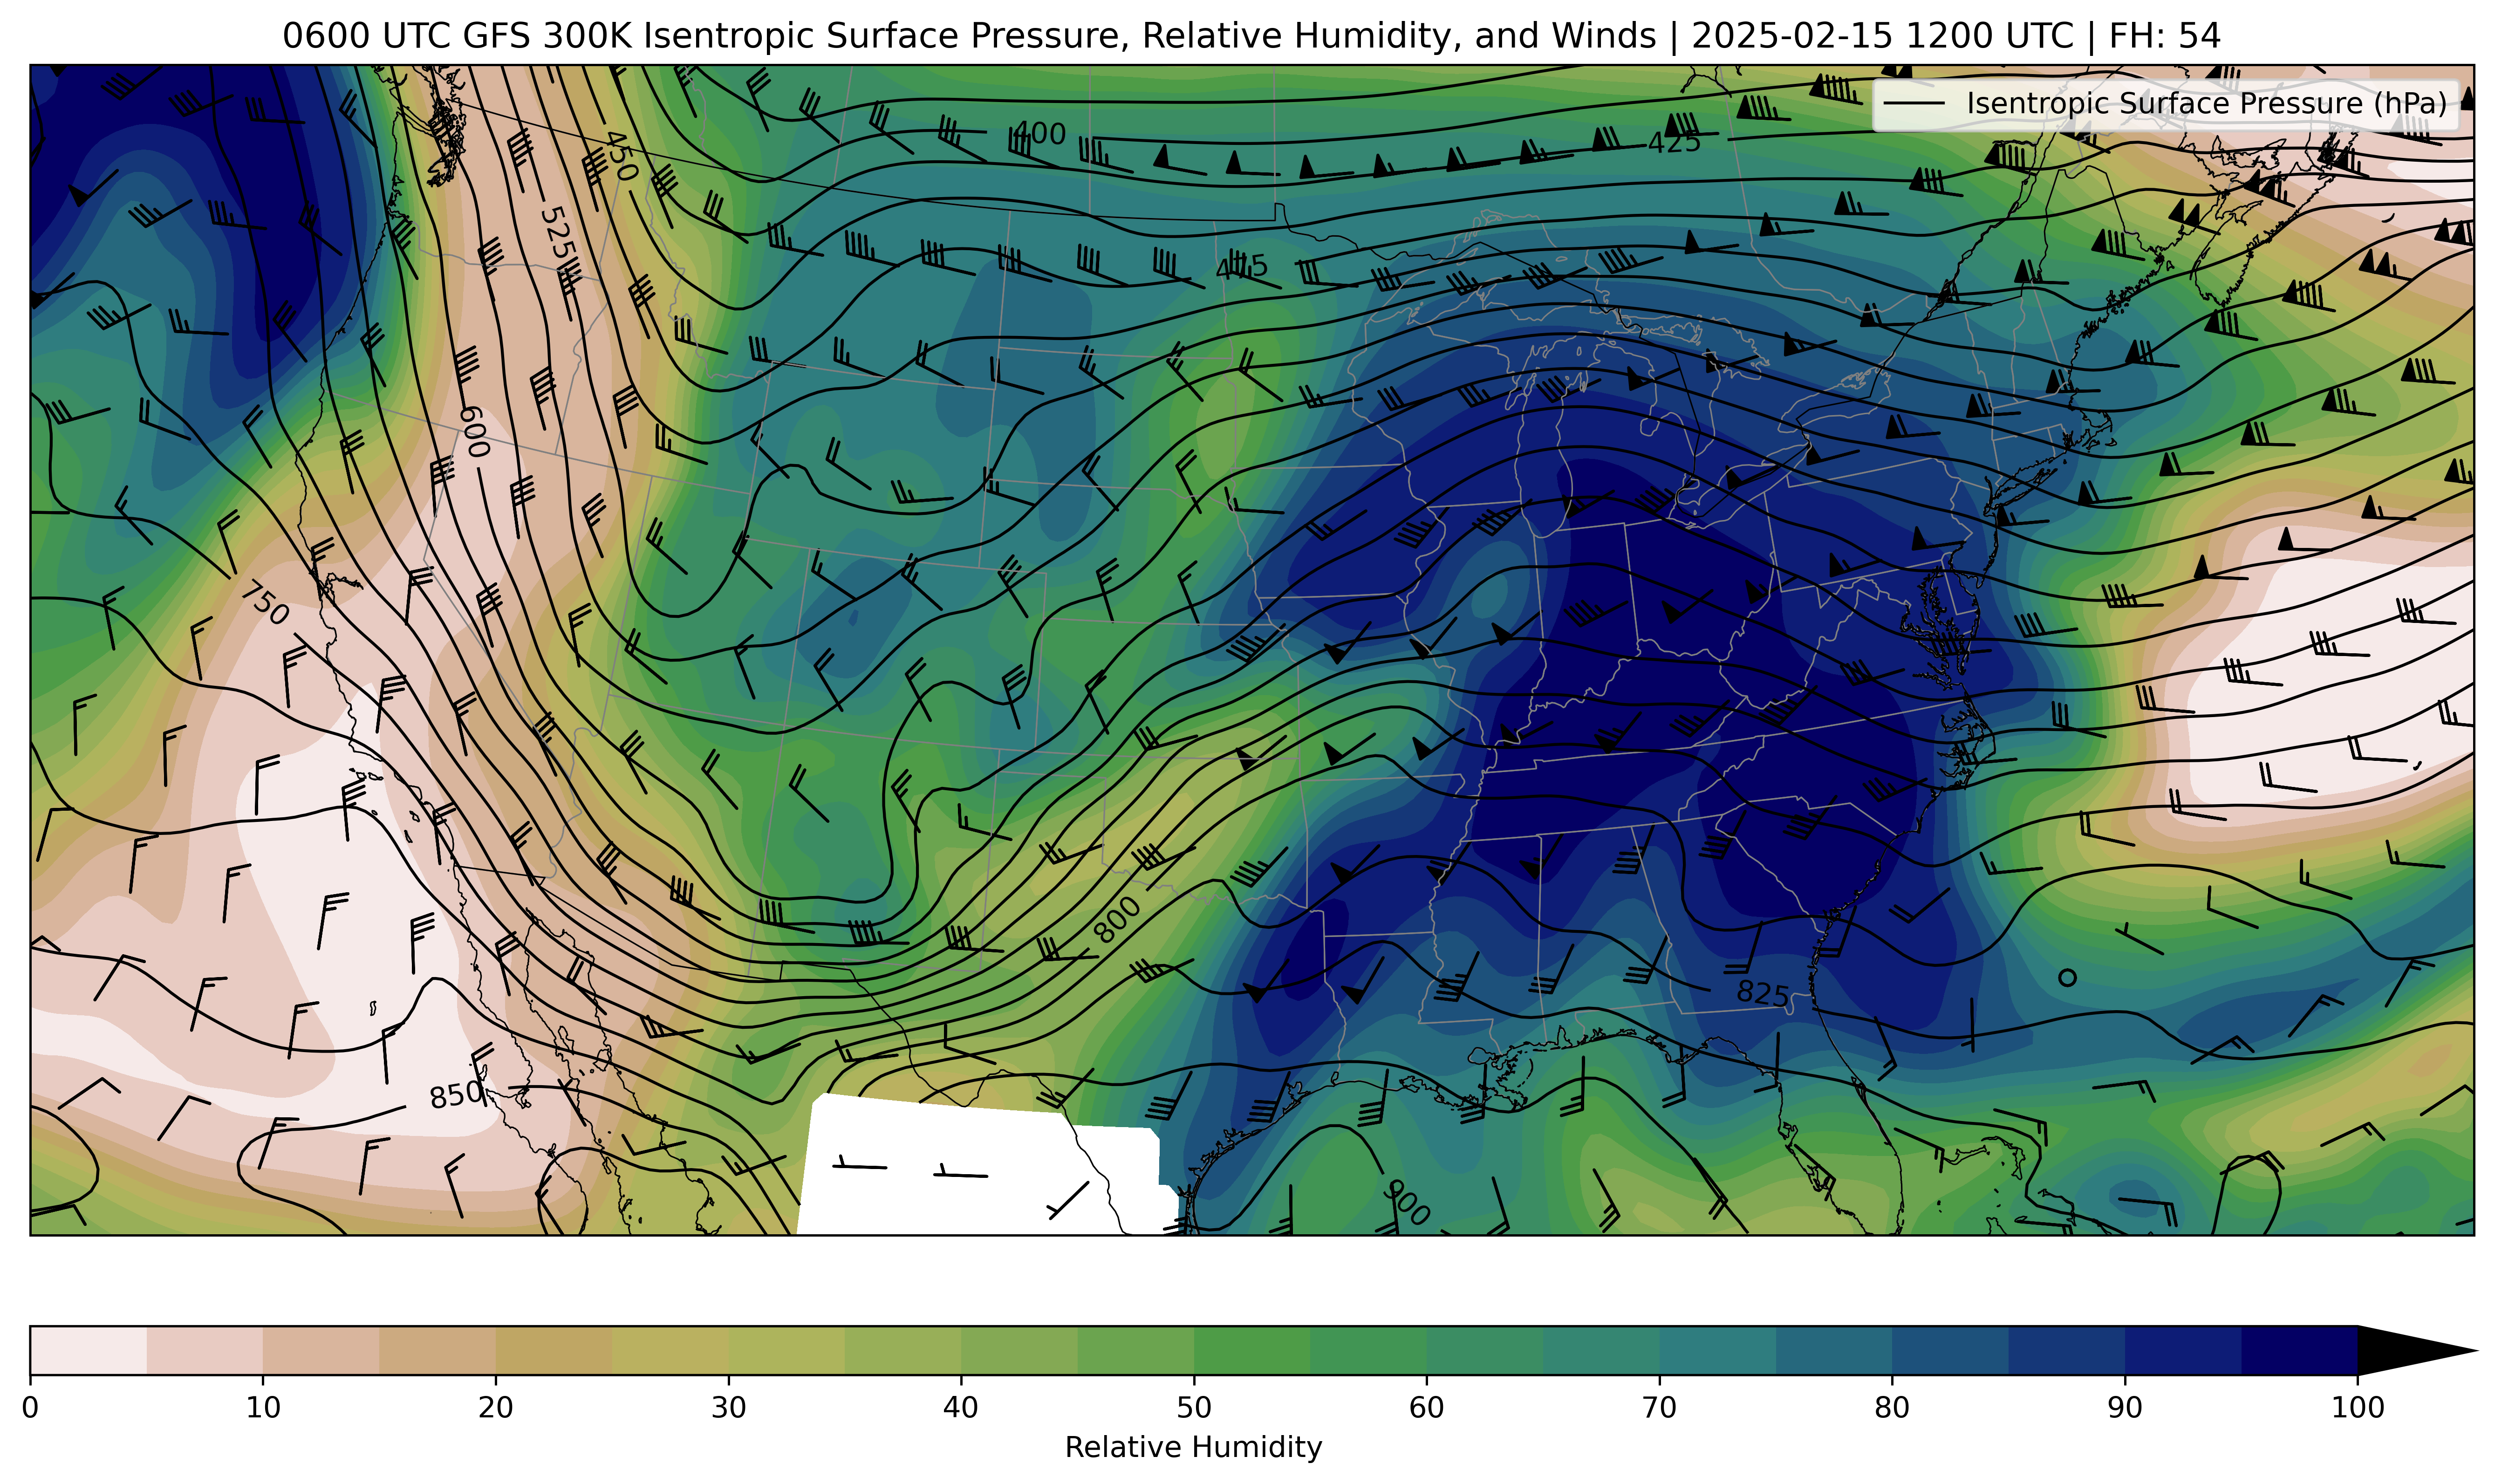 0600 UTC GFS 300K Isentropic Surface Pressure, Relative Humidity, and Winds | 2025-02-15 1200 UTC | FH: 54
Isentropic Surface Pressure (hPa)
400
425
450
525
475
600
750
800
825
850
900
0 10 20 30 40 50 60 70 80 90 100
Relative Humidity